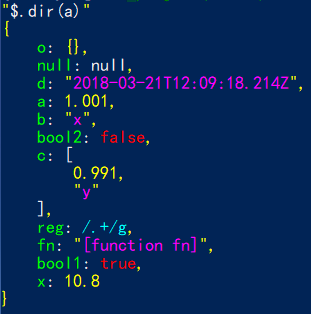 "$.dir(a)"
{
o: {},
null: null,
d: "2018-03-21T12:09:18.214Z",
a: 1.001,
b: "x",
bool2: false,
c: [
0.991,
"y"
],
reg: /.+/g,
fn: "[function fn]",
bool1: true,
x: 10.8
}